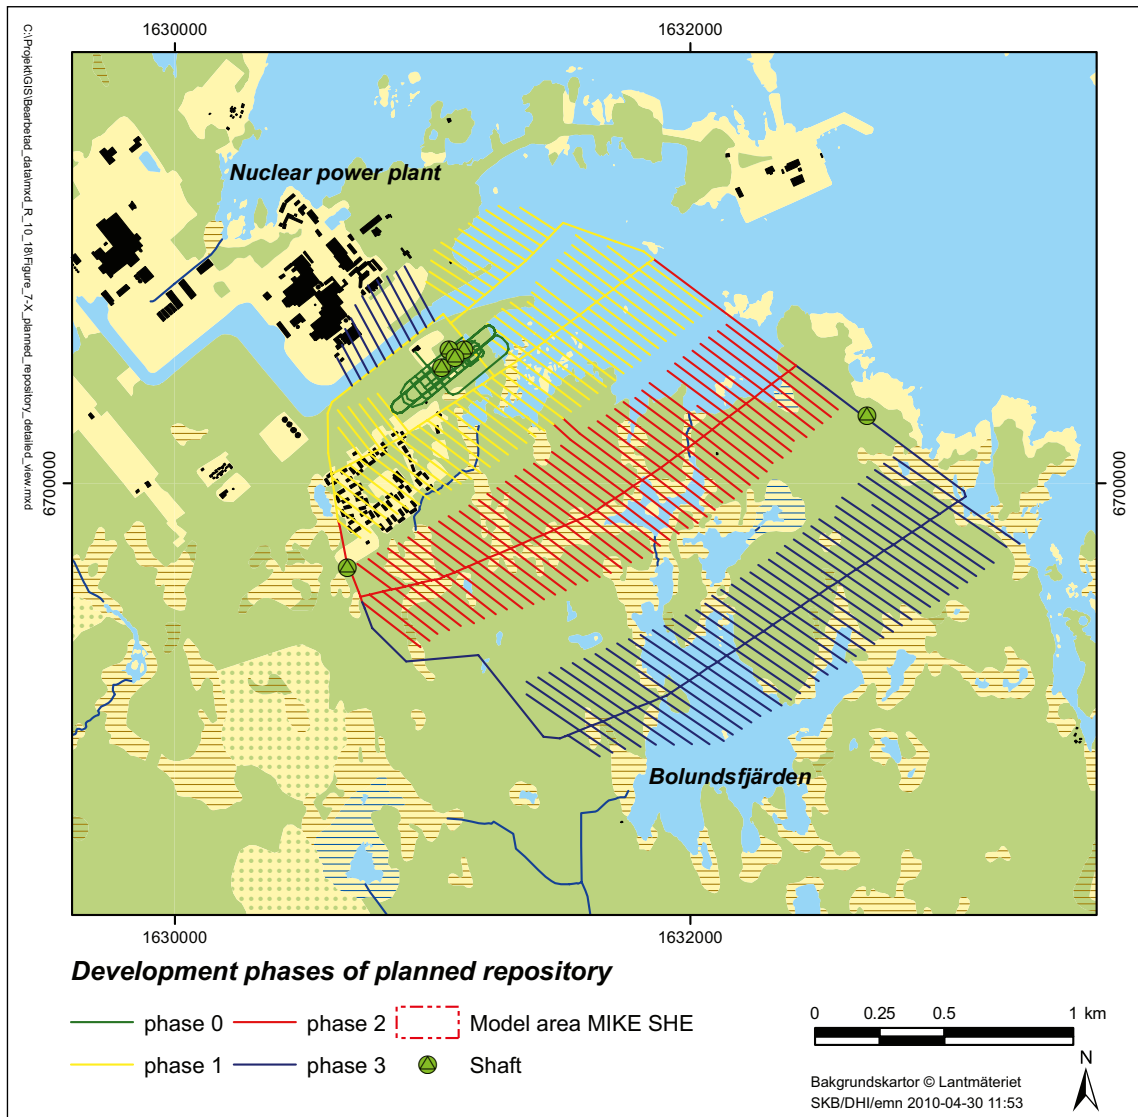 1630000
1632000
C:\Projekt\GIS\Bearbetad_data\mxd_R_10_18\Figure_7-X_planned_repository_detailed_view.mxd
Nuclear power plant
6700000
6700000
Bolundsfjärden
1630000
1632000
Development phases of planned repository
phase 0
phase 2
Model area MIKE SHE
phase 1
phase 3
Shaft
0 0.25 0.5 1 km
N
Bakgrundskartor © Lantmäteriet
SKB/DHI/emn 2010-04-30 11:53